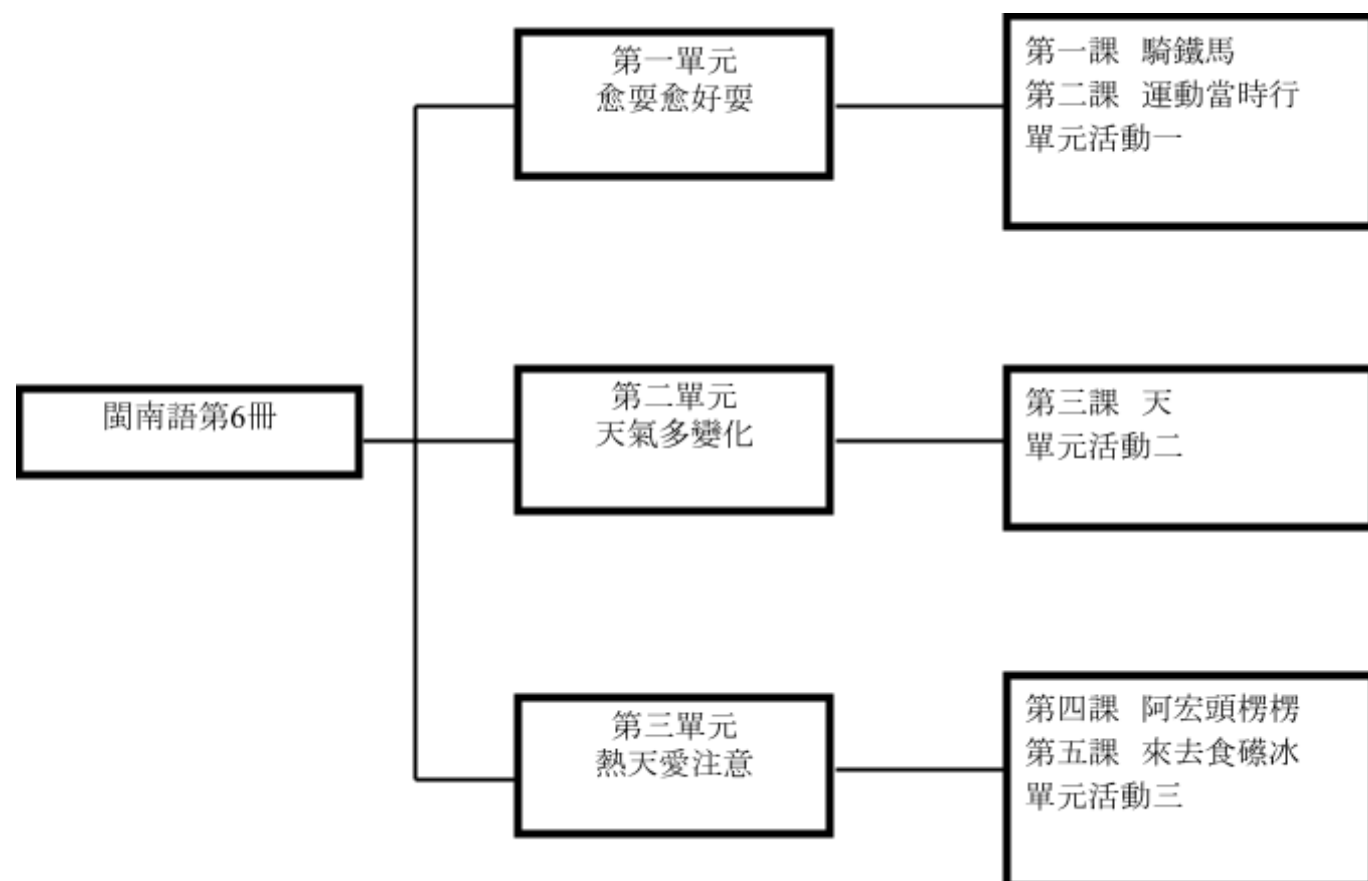 閩南語第6冊
第一單元
愈耍愈好耍
第一課 騎鐵馬
第二課 運動當時行
單元活動一
第二單元
天氣多變化
第三課 天
單元活動二
第三單元
熱天愛注意
第四課 阿宏頭楞楞
第五課 來去食礤冰
單元活動三